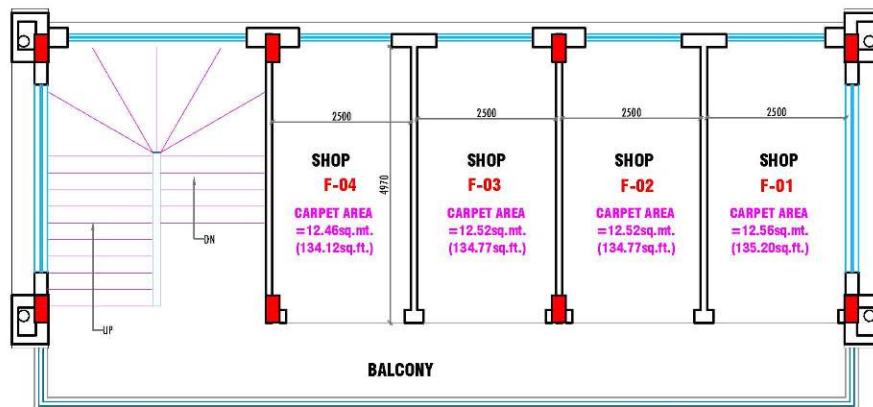 2500
2500
2500
2500
4970
SHOP
F-04
CARPET AREA
=12.46sq.mt.
(134.12sq.ft.)
SHOP
F-03
CARPET AREA
=12.52sq.mt.
(134.77sq.ft.)
SHOP
F-02
CARPET AREA
=12.52sq.mt.
(134.77sq.ft.)
SHOP
F-01
CARPET AREA
=12.56sq.mt.
(135.20sq.ft.)
DN
UP
BALCONY